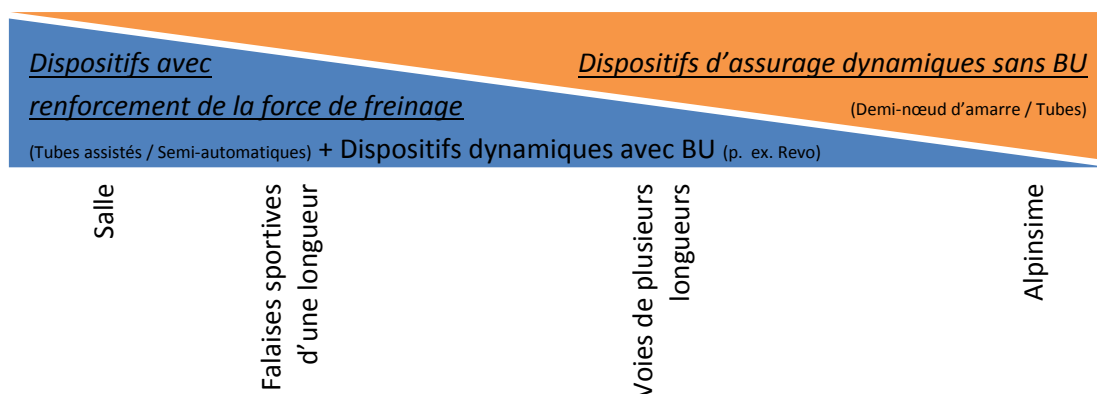 Dispositifs avec
renforcement de la force de freinage
(Tubes assistés / Semi-automatiques) + Dispositifs dynamiques avec BU (p. ex. Revo)
Dispositifs d'assurage dynamiques sans BU
(Demi-nœud d'amarre / Tubes)
Salle
Falaises sportives
d'une longueur
Voies de plusieurs
longueurs
Alpinsime